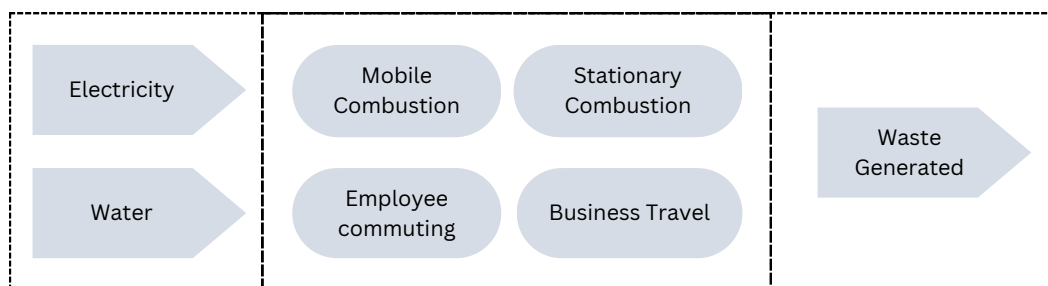 Electricity
Mobile
Combustion
Stationary
Combustion
Waste
Generated
Water
Employee
commuting
Business Travel